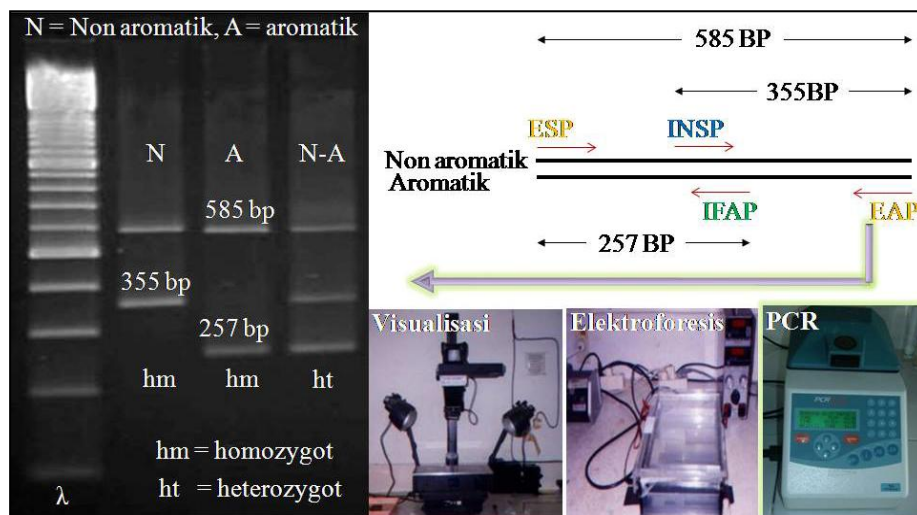 N = Non aromatik, A = aromatik
N
A
N-A
585 bp
355 bp
257 bp
hm
hm
ht
hm = homozygot
ht = heterozygot
λ
585 BP
355BP
ESP
INSP
Non aromatik
Aromatik
IFAP
EAP
257 BP
Visualisasi
Elektroforesis
PCR